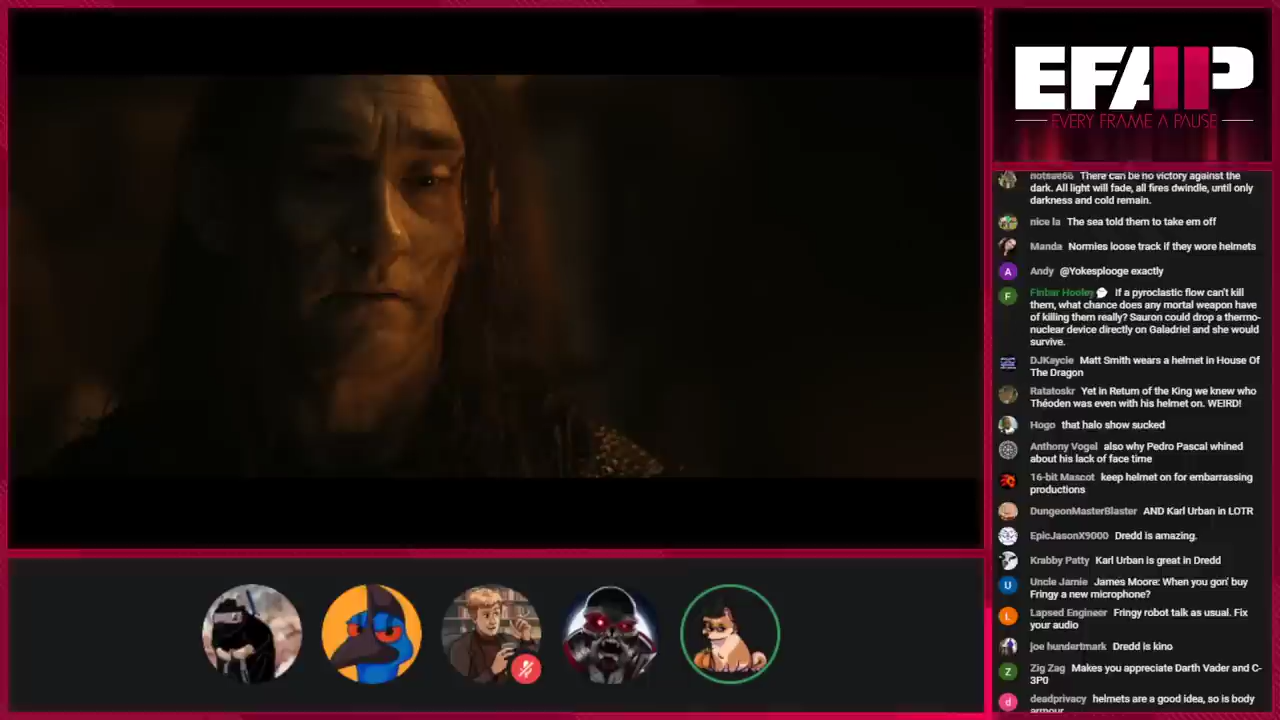 EFAP
EVERY FRAME A PAUSE
notsae66 There can be no victory against the
dark. All light will fade, all fires dwindle, until only
darkness and cold remain.
nice la The sea told them to take em off
Manda Normies loose track if they wore helmets
Andy @Yokesplooge exactly
Finbar Hooley If a pyroclastic flow can't kill
them, what chance does any mortal weapon have
of killing them really? Sauron could drop a thermo-
nuclear device directly on Galadriel and she would
survive.
DJKaycie Matt Smith wears a helmet in House Of
The Dragon
Ratatoskr Yet in Return of the King we knew who
Théoden was even with his helmet on. WEIRD!
Hogo that halo show sucked
Anthony Vogel also why Pedro Pascal whined
about his lack of face time
16-bit Mascot keep helmet on for embarrassing
productions
DungeonMasterBlaster AND Karl Urban in LOTR
EpicJasonX9000 Dredd is amazing.
Krabby Patty Karl Urban is great in Dredd
U Uncle Jamie James Moore: When you gon' buy
Fringy a new microphone?
Lapsed Engineer Fringy robot talk as usual. Fix
your audio
joe hundertmark Dredd is kino
Z Zig Zag Makes you appreciate Darth Vader and C-
3PO
d deadprivacy helmets are a good idea, so is body
armour